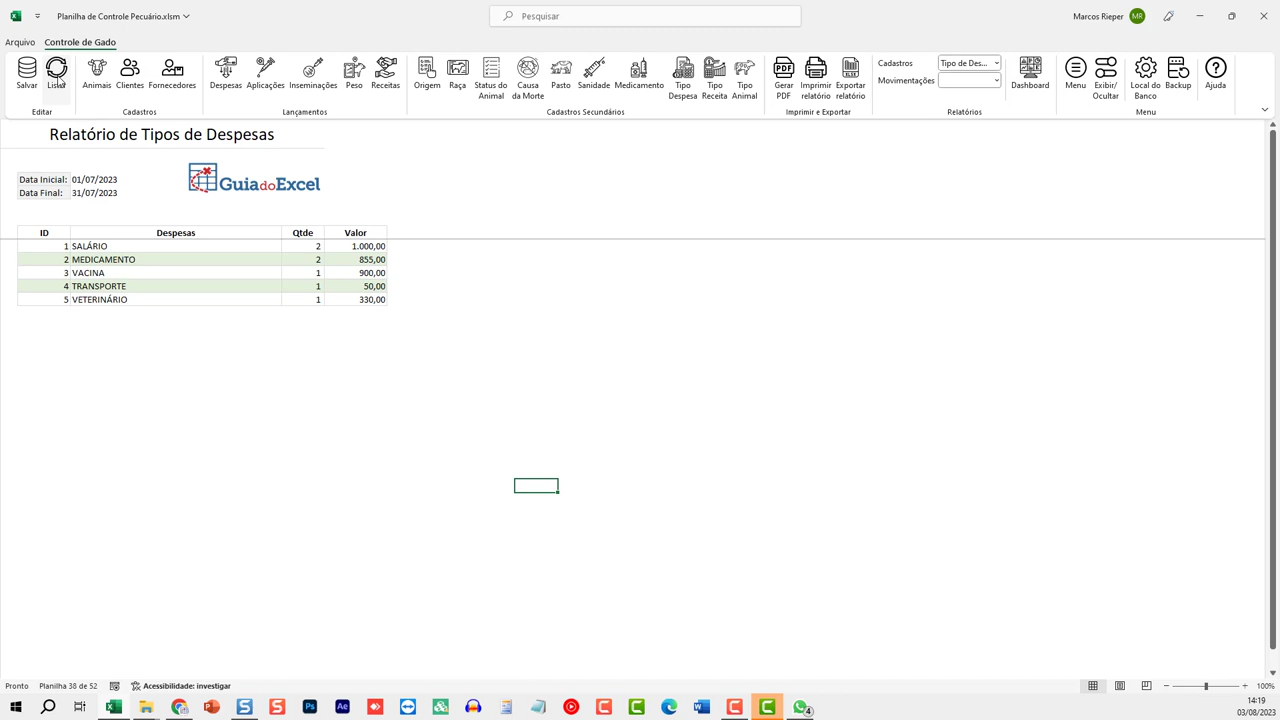 Planilha de Controle Pecuário.xlsm
Pesquisar
Marcos Rieper
MR
Arquivo
Controle de Gado
Salvar
Animais
Clientes
Fornecedores
Despesas
Aplicações
Inseminações
Peso
Receitas
Origem
Raça
Status do Animal
Causa da Morte
Pasto
Sanidade
Medicamento
Tipo Despesa
Tipo Receita
Tipo Animal
PDF
Gerar PDF
Imprimir relatório
Exportar relatório
Cadastros
Tipo de Des...
Movimentações
Dashboard
Menu
Exibir/ Ocultar
Local do Banco
Backup
Ajuda
Editar
Cadastros
Lançamentos
Cadastros Secundários
Imprimir e Exportar
Relatórios
Menu
Relatório de Tipos de Despesas
Data Inicial: 01/07/2023
Data Final: 31/07/2023
GuiadoExcel
ID Despesas Qtde Valor
1 SALÁRIO 2 1.000,00
2 MEDICAMENTO 2 855,00
3 VACINA 1 900,00
4 TRANSPORTE 1 50,00
5 VETERINÁRIO 1 330,00
Pronto
Planilha 38 de 52
Acessibilidade: investigar
100%
14:19
03/08/2023